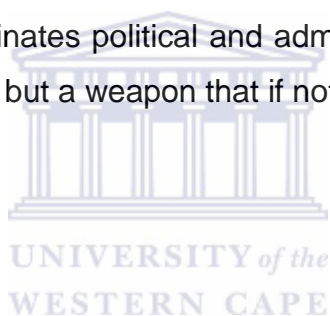 inates political and adm
but a weapon that if not
UNIVERSITY of the
WESTERN CAPE